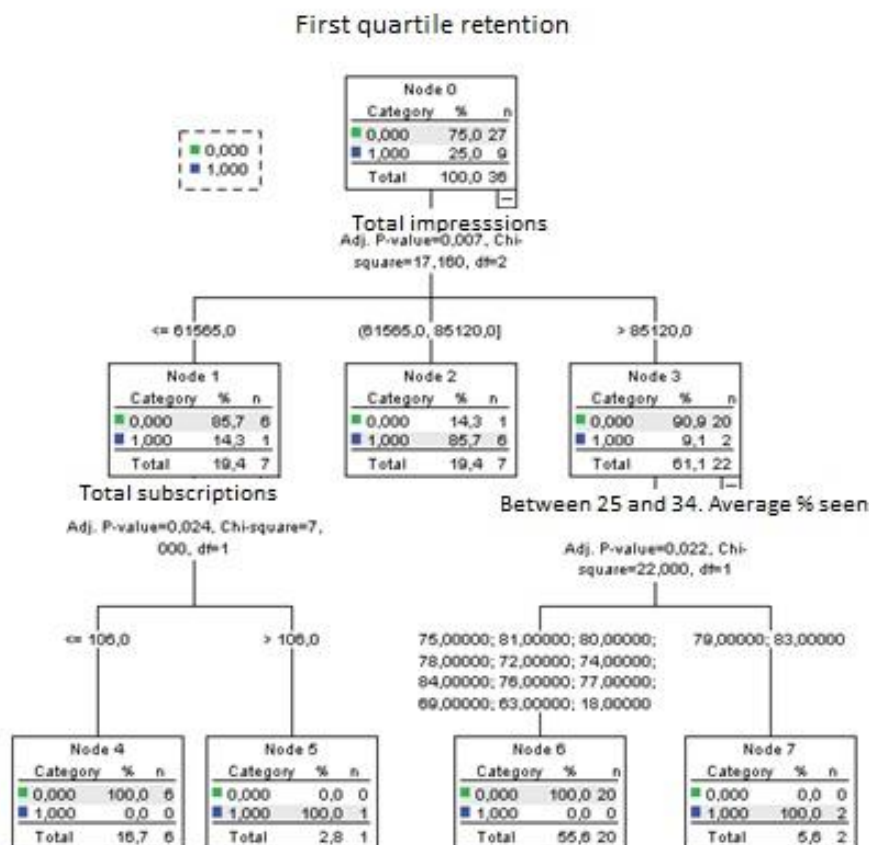 First quartile retention
Node 0
Category % n
0,000 75,0 27
1,000 25,0 9
Total 100,0 36
0,000
1,000
Total impresssions
Adj. P-value=0,007, Chi-
square=17,160, df=2
<= 61565,0
(61565,0, 85120,0]
> 85120,0
Node 1
Category % n
0,000 85,7 6
1,000 14,3 1
Total 19,4 7
Node 2
Category % n
0,000 14,3 1
1,000 85,7 6
Total 19,4 7
Node 3
Category % n
0,000 90,9 20
1,000 9,1 2
Total 61,1 22
Total subscriptions
Adj. P-value=0,024, Chi-square=7,
000, df=1
Between 25 and 34. Average % seen
Adj. P-value=0,022, Chi-
square=22,000, df=1
<= 106,0
> 106,0
75,00000; 81,00000; 80,00000;
78,00000; 72,00000; 74,00000;
84,00000; 76,00000; 77,00000;
69,00000; 63,00000; 18,00000
79,00000; 83,00000
Node 4
Category % n
0,000 100,0 6
1,000 0,0 0
Total 16,7 6
Node 5
Category % n
0,000 0,0 0
1,000 100,0 1
Total 2,8 1
Node 6
Category % n
0,000 100,0 20
1,000 0,0 0
Total 55,6 20
Node 7
Category % n
0,000 0,0 0
1,000 100,0 2
Total 5,6 2